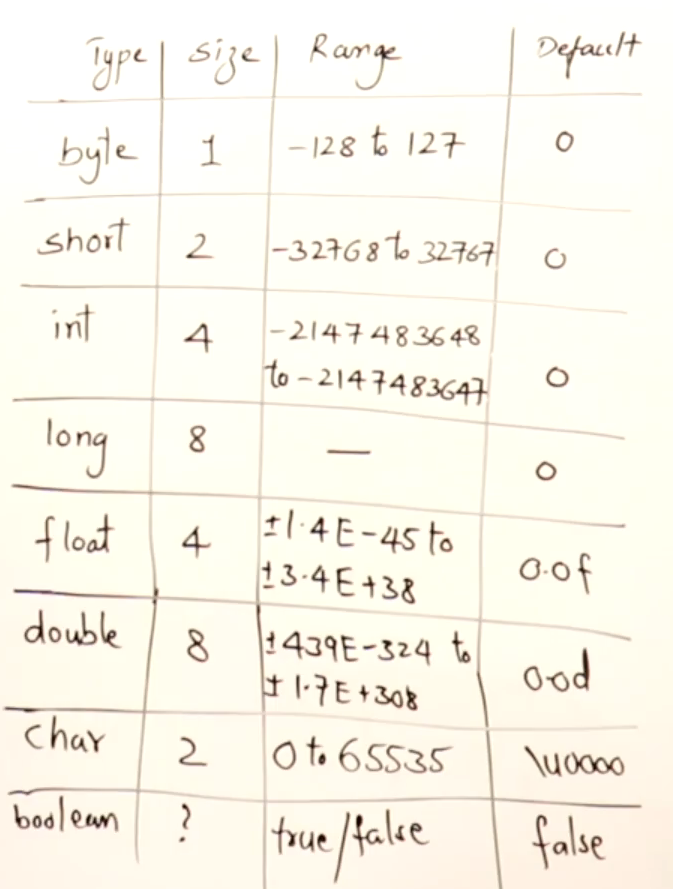 Type Size Range Default
byte 1 -128 to 127 0
short 2 -32768 to 32767 0
int 4 -2147483648
to -2147483647 0
long 8 — 0
float 4 ±1.4E-45 to
±3.4E+38 0.0f
double 8 ±439E-324 to
±1.7E+308 0.0d
char 2 0 to 65535 \u0000
boolean ? true/false false